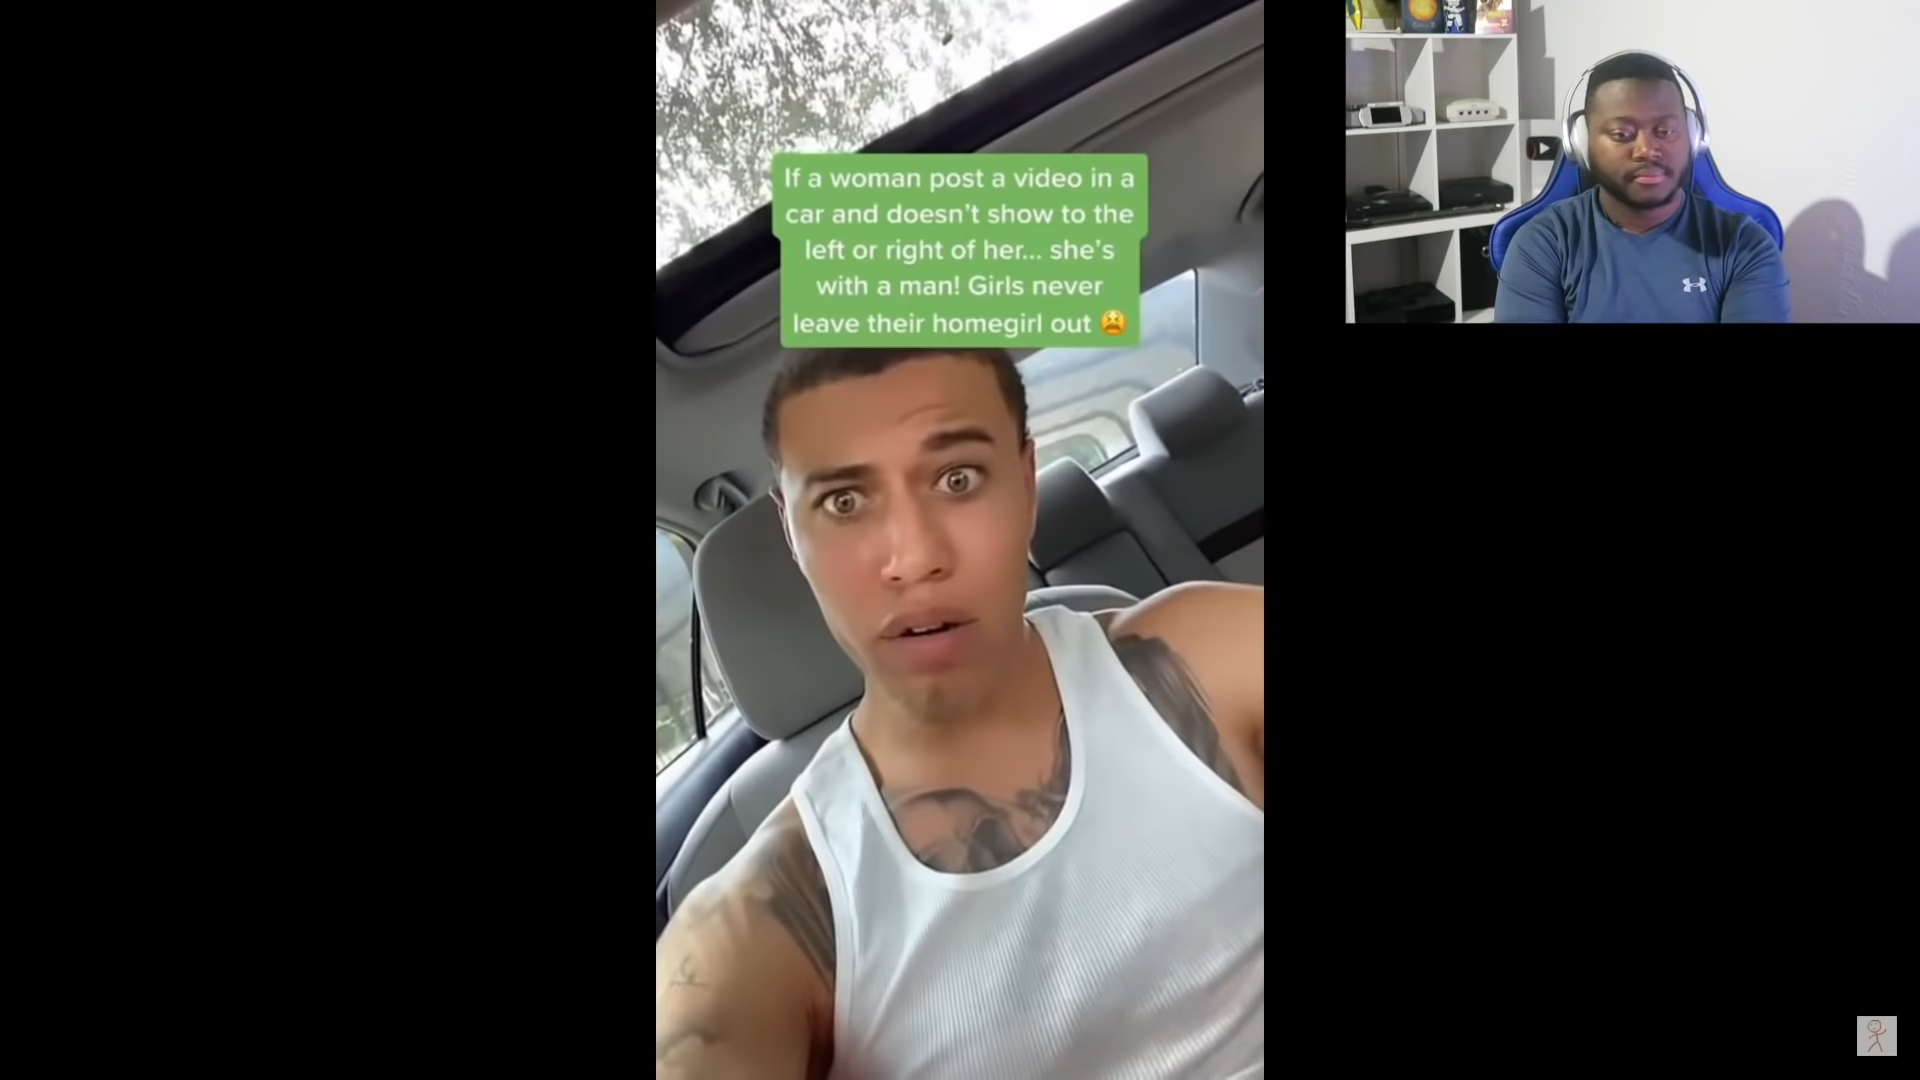 If a woman post a video in a
car and doesn't show to the
left or right of her... she's
with a man! Girls never
leave their homegirl out 😫